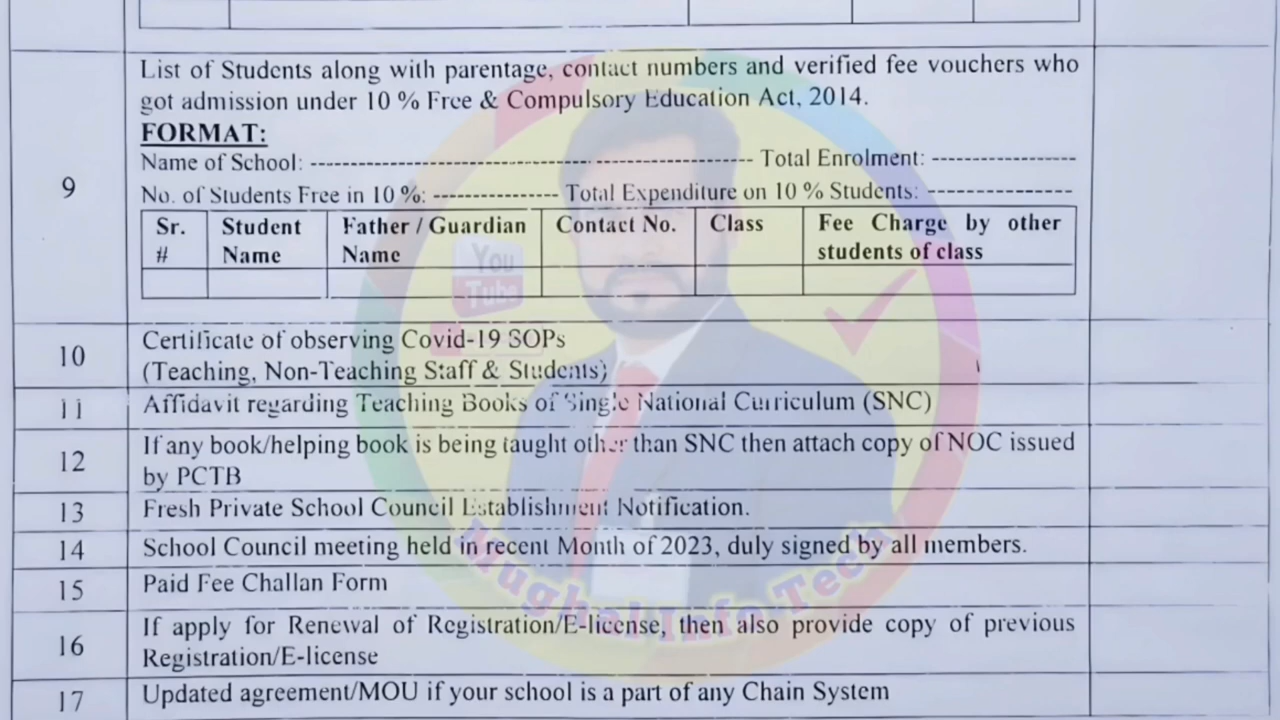 9
List of Students along with parentage, contact numbers and verified fee vouchers who
got admission under 10 % Free & Compulsory Education Act, 2014.
FORMAT:
Name of School: ---------------------------------------- ---------------------- Total Enrolment: ----------------
No. of Students Free in 10 %: -------------- Total Expenditure on 10 % Students: ----------------
Sr. # Student Name Father / Guardian Name Contact No. Class Fee Charge by other students of class
10
Certificate of observing Covid-19 SOPs
(Teaching, Non-Teaching Staff & Students)
11 Affidavit regarding Teaching Books of Single National Curriculum (SNC)
12
If any book/helping book is being taught other than SNC then attach copy of NOC issued
by PCTB
13 Fresh Private School Council Establishment Notification.
14 School Council meeting held in recent Month of 2023, duly signed by all members.
15 Paid Fee Challan Form
16
If apply for Renewal of Registration/E-license, then also provide copy of previous
Registration/E-license
17 Updated agreement/MOU if your school is a part of any Chain System
You
Tube
Mughal Info Tech